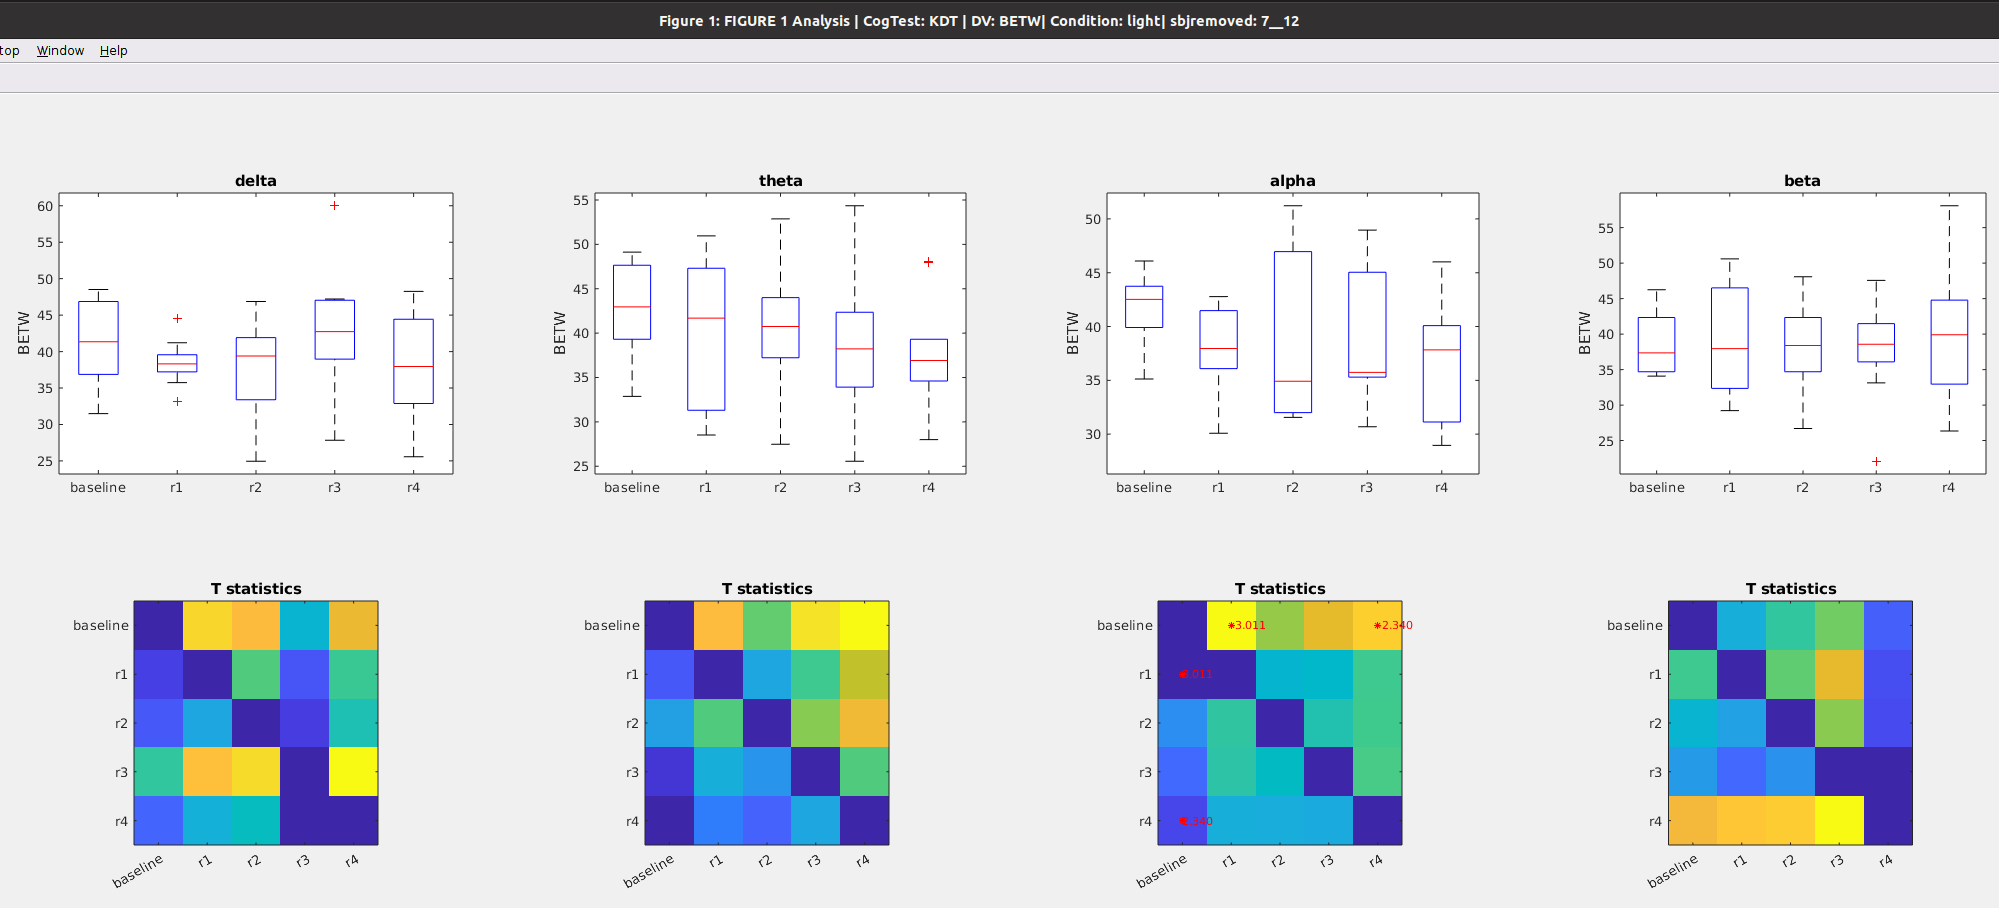 Figure 1: FIGURE 1 Analysis | CogTest: KDT | DV: BETW| Condition: light| sbjremoved: 7__12
top Window Help
delta
BETW
60
55
50
45
40
35
30
25
baseline r1 r2 r3 r4
theta
BETW
55
50
45
40
35
30
25
baseline r1 r2 r3 r4
alpha
BETW
50
45
40
35
30
baseline r1 r2 r3 r4
beta
BETW
55
50
45
40
35
30
25
baseline r1 r2 r3 r4
T statistics
baseline
r1
r2
r3
r4
baseline r1 r2 r3 r4
T statistics
baseline
r1
r2
r3
r4
baseline r1 r2 r3 r4
T statistics
baseline *3.011 *2.340
r1
r2
r3
r4
baseline r1 r2 r3 r4
T statistics
baseline
r1
r2
r3
r4
baseline r1 r2 r3 r4